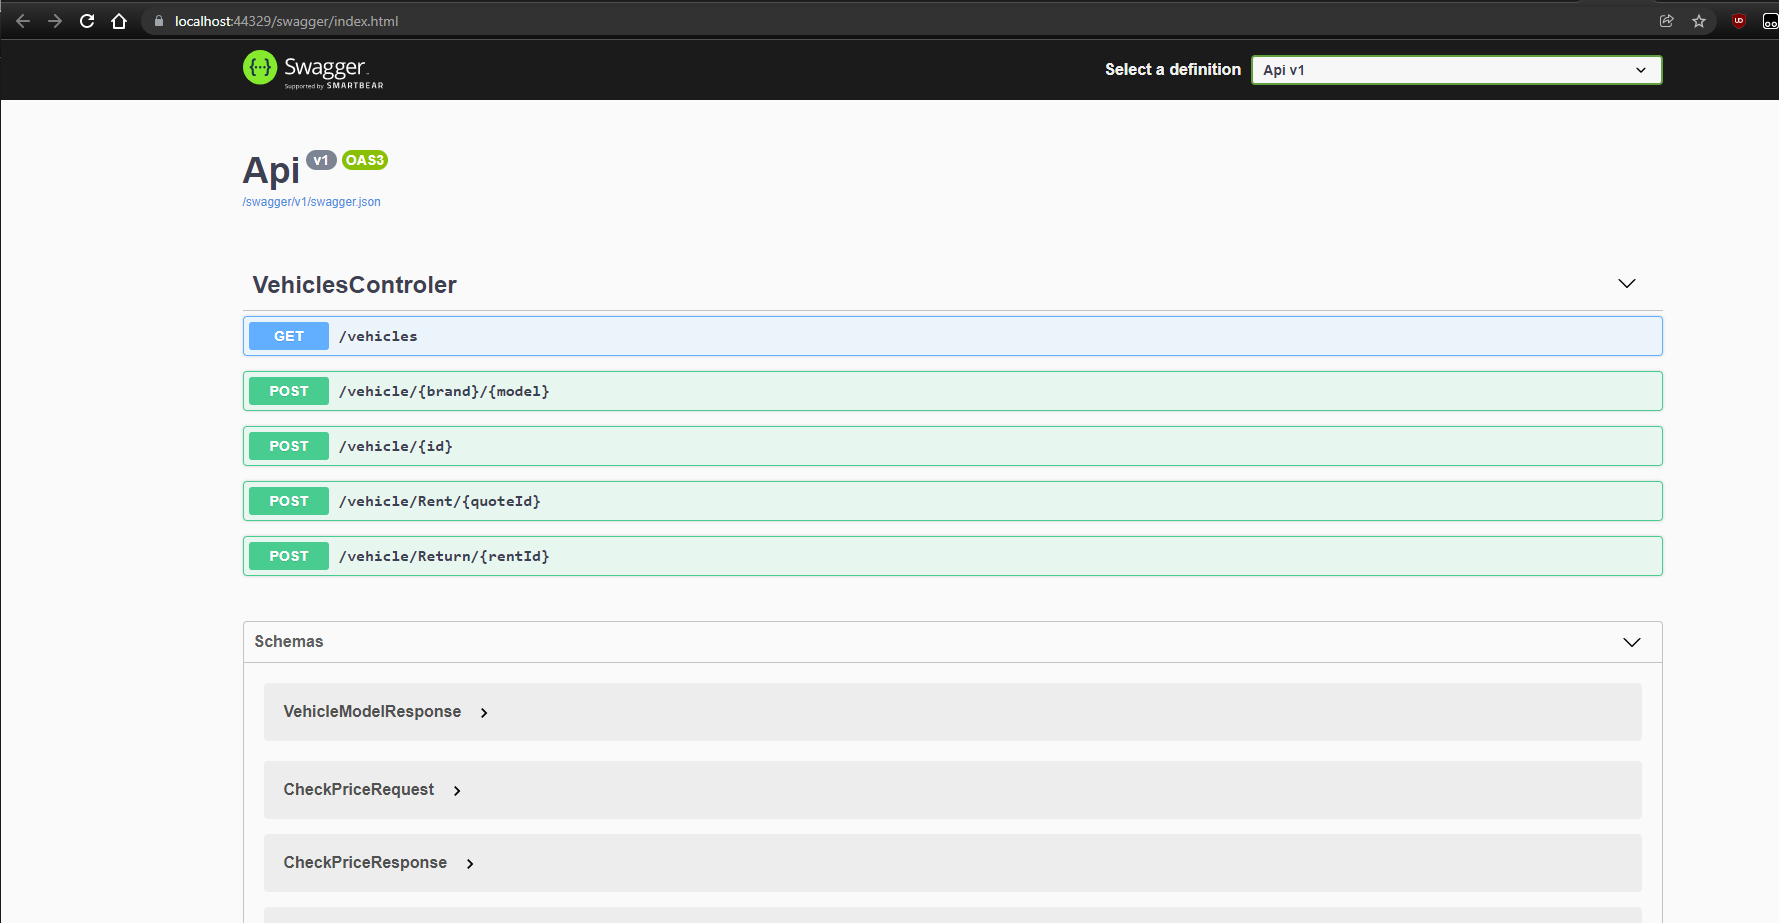 localhost:44329/swagger/index.html
Swagger
Supported by SMARTBEAR
Select a definition
Api v1
Api v1 OAS3
/swagger/v1/swagger.json
VehiclesControler
GET /vehicles
POST /vehicle/{brand}/{model}
POST /vehicle/{id}
POST /vehicle/Rent/{quoteId}
POST /vehicle/Return/{rentId}
Schemas
VehicleModelResponse
CheckPriceRequest
CheckPriceResponse